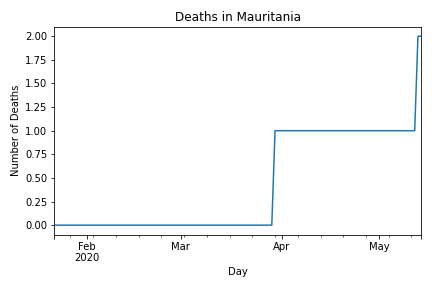 Deaths in Mauritania
2.00
1.75
1.50
1.25
1.00
0.75
0.50
0.25
0.00
Number of Deaths
Feb
2020
Mar
Apr
May
Day